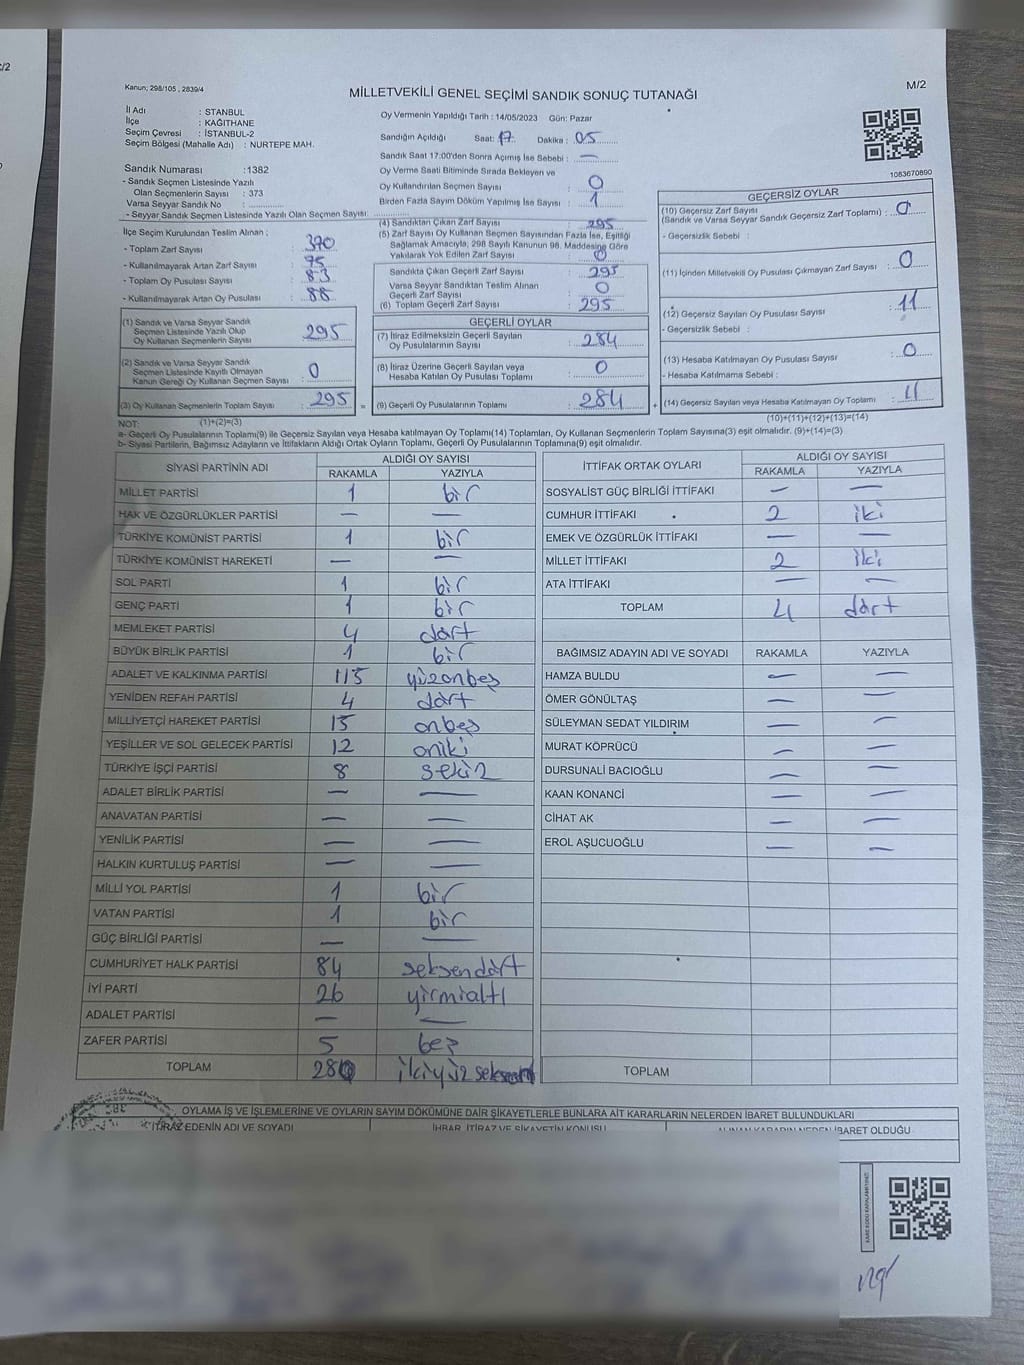 /2
Kanun; 298/105 , 2839/4
MİLLETVEKİLİ GENEL SEÇİMİ SANDIK SONUÇ TUTANAĞI
M/2
İl Adı : STANBUL
İlçe : KAĞITHANE
Seçim Çevresi : İSTANBUL-2
Seçim Bölgesi (Mahalle Adı) : NURTEPE MAH.
Oy Vermenin Yapıldığı Tarih : 14/05/2023 Gün: Pazar
Sandığın Açıldığı Saat: 17 Dakika : 05
Sandık Saat 17:00'den Sonra Açımış İse Sebebi : —
Oy Verme Saati Bitiminde Sırada Bekleyen ve
Oy Kullandırılan Seçmen Sayısı : 0
Birden Fazla Sayım Döküm Yapılmış İse Sayısı : 1
1083670890
Sandık Numarası :1382
- Sandık Seçmen Listesinde Yazılı
Olan Seçmenlerin Sayısı : 373
Varsa Seyyar Sandık No :
- Seyyar Sandık Seçmen Listesinde Yazılı Olan Seçmen Sayısı:
İlçe Seçim Kurulundan Teslim Alınan ;
- Toplam Zarf Sayısı : 370
- Kullanılmayarak Artan Zarf Sayısı : 75
- Toplam Oy Pusulası Sayısı : 83
- Kullanılmayarak Artan Oy Pusulası : 88
(1) Sandık ve Varsa Seyyar Sandık
Seçmen Listesinde Yazılı Olup
Oy Kullanan Seçmenlerin Sayısı : 295
(2) Sandık ve Varsa Seyyar Sandık
Seçmen Listesinde Kayıtlı Olmayan
Kanun Gereği Oy Kullanan Seçmen Sayısı : 0
(3) Oy Kullanan Seçmenlerin Toplam Sayısı : 295 =
(1)+(2)=(3)
(4) Sandıktan Çıkan Zarf Sayısı : 295
(5) Zarf Sayısı Oy Kullanan Seçmen Sayısından Fazla İse, Eşitliği
Sağlamak Amacıyla, 298 Sayılı Kanunun 98. Maddesine Göre
Yakılarak Yok Edilen Zarf Sayısı : 0
Sandıkta Çıkan Geçerli Zarf Sayısı : 295
Varsa Seyyar Sandıktan Teslim Alınan
Geçerli Zarf Sayısı : 0
(6) Toplam Geçerli Zarf Sayısı : 295
GEÇERLİ OYLAR
(7) İtiraz Edilmeksizin Geçerli Sayılan
Oy Pusulalarının Sayısı : 284
(8) İtiraz Üzerine Geçerli Sayılan veya
Hesaba Katılan Oy Pusulası Toplamı : 0
(9) Geçerli Oy Pusulalarının Toplamı : 284 +
GEÇERSİZ OYLAR
(10) Geçersiz Zarf Sayısı
(Sandık ve Varsa Seyyar Sandık Geçersiz Zarf Toplamı) : 0
- Geçersizlik Sebebi :
(11) İçinden Milletvekili Oy Pusulası Çıkmayan Zarf Sayısı : 0
(12) Geçersiz Sayılan Oy Pusulası Sayısı : 11
- Geçersizlik Sebebi :
(13) Hesaba Katılmayan Oy Pusulası Sayısı : 0
- Hesaba Katılmama Sebebi :
(14) Geçersiz Sayılan veya Hesaba Katılmayan Oy Toplamı : 11
(10)+(11)+(12)+(13)=(14)
NOT:
a- Geçerli Oy Pusulalarının Toplamı(9) ile Geçersiz Sayılan veya Hesaba katılmayan Oy Toplamı(14) Toplamları, Oy Kullanan Seçmenlerin Toplam Sayısına(3) eşit olmalıdır. (9)+(14)=(3)
b- Siyasi Partilerin, Bağımsız Adayların ve İttifakların Aldığı Ortak Oyların Toplamı, Geçerli Oy Pusulalarının Toplamına(9) eşit olmalıdır.
SİYASİ PARTİNİN ADI ALDIĞI OY SAYISI
RAKAMLA YAZIYLA
MİLLET PARTİSİ 1 bir
HAK VE ÖZGÜRLÜKLER PARTİSİ — —
TÜRKİYE KOMÜNİST PARTİSİ 1 bir
TÜRKİYE KOMÜNİST HAREKETİ — —
SOL PARTİ 1 bir
GENÇ PARTİ 1 bir
MEMLEKET PARTİSİ 4 dört
BÜYÜK BİRLİK PARTİSİ 1 bir
ADALET VE KALKINMA PARTİSİ 115 yüzonbeş
YENİDEN REFAH PARTİSİ 4 dört
MİLLİYETÇİ HAREKET PARTİSİ 15 onbeş
YEŞİLLER VE SOL GELECEK PARTİSİ 12 oniki
TÜRKİYE İŞÇİ PARTİSİ 8 sekiz
ADALET BİRLİK PARTİSİ — —
ANAVATAN PARTİSİ — —
YENİLİK PARTİSİ — —
HALKIN KURTULUŞ PARTİSİ — —
MİLLİ YOL PARTİSİ 1 bir
VATAN PARTİSİ 1 bir
GÜÇ BİRLİĞİ PARTİSİ — —
CUMHURİYET HALK PARTİSİ 84 seksendört
İYİ PARTİ 26 yirmialtı
ADALET PARTİSİ — —
ZAFER PARTİSİ 5 beş
TOPLAM 280 ikiyüzseksen
İTTİFAK ORTAK OYLARI ALDIĞI OY SAYISI
RAKAMLA YAZIYLA
SOSYALİST GÜÇ BİRLİĞİ İTTİFAKI — —
CUMHUR İTTİFAKI 2 iki
EMEK VE ÖZGÜRLÜK İTTİFAKI — —
MİLLET İTTİFAKI 2 iki
ATA İTTİFAKI — —
TOPLAM 4 dört
BAĞIMSIZ ADAYIN ADI VE SOYADI RAKAMLA YAZIYLA
HAMZA BULDU — —
ÖMER GÖNÜLTAŞ — —
SÜLEYMAN SEDAT YILDIRIM — —
MURAT KÖPRÜCÜ — —
DURSUNALİ BACIOĞLU — —
KAAN KONANCİ — —
CİHAT AK — —
EROL AŞUCUOĞLU — —
TOPLAM
OYLAMA İŞ VE İŞLEMLERİNE VE OYLARIN SAYIM DÖKÜMÜNE DAİR ŞİKAYETLERLE BUNLARA AİT KARARLARIN NELERDEN İBARET BULUNDUKLARI
İTİRAZ EDENİN ADI VE SOYADI İHBAR, İTİRAZ VE ŞİKAYETİN KONUSU ALINAN KARARIN NEDEN İBARET OLDUĞU